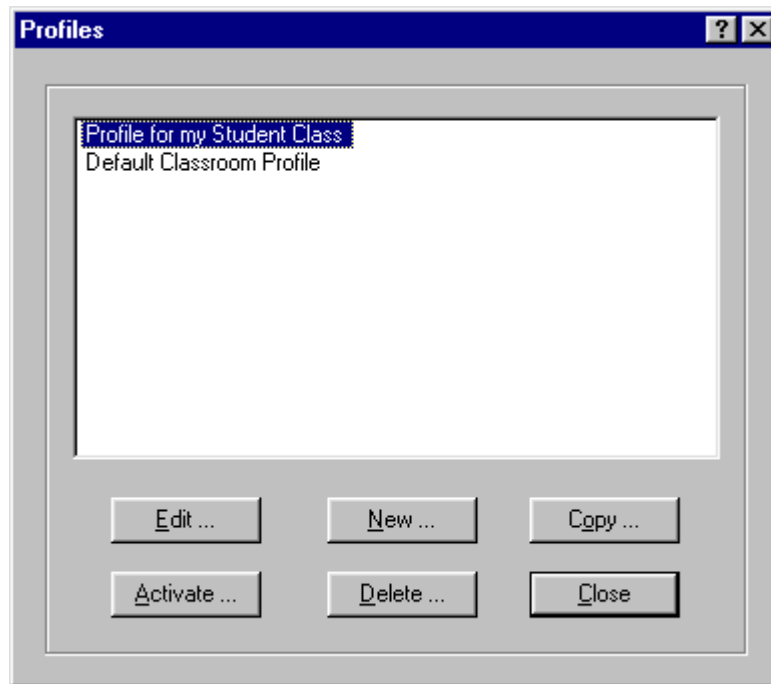 Profiles
Profile for my Student Class
Default Classroom Profile
Edit ... New ... Copy ...
Activate ... Delete ... Close